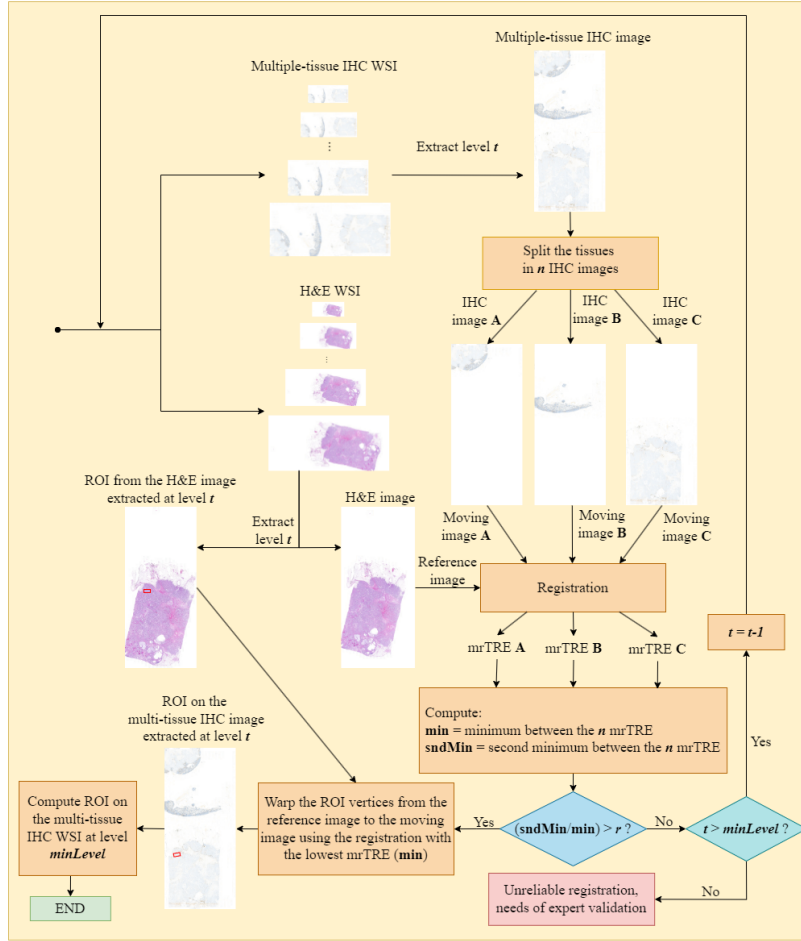 Multiple-tissue IHC image
Multiple-tissue IHC WSI
Extract level t
Split the tissues
in n IHC images
H&E WSI
IHC
image A
IHC
image B
IHC
image C
ROI from the H&E image
extracted at level t
Extract
level t
H&E image
Moving
image A
Moving
image B
Moving
image C
Reference
image
Registration
t = t-1
mrTRE A
mrTRE B
mrTRE C
ROI on the
multi-tissue IHC image
extracted at level t
Compute:
min = minimum between the n mrTRE
sndMin = second minimum between the n mrTRE
Yes
Compute ROI on
the multi-tissue
IHC WSI at level
minLevel
Warp the ROI vertices from the
reference image to the moving
image using the registration with
the lowest mrTRE (min)
Yes
(sndMin/min) > r ?
No
t > minLevel ?
No
Unreliable registration,
needs of expert validation
END